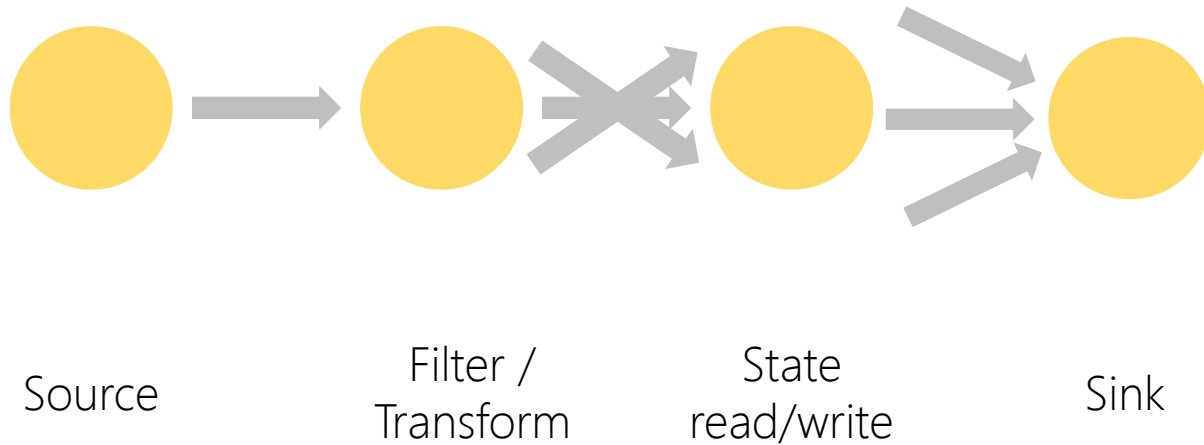 Source
Filter /
Transform
State
read/write
Sink